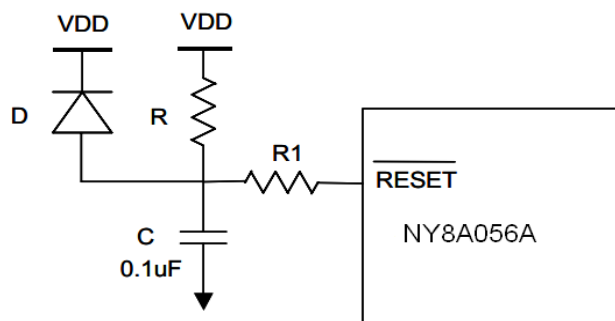 VDD
VDD
D
R
R1
RESET
C
0.1uF
NY8A056A